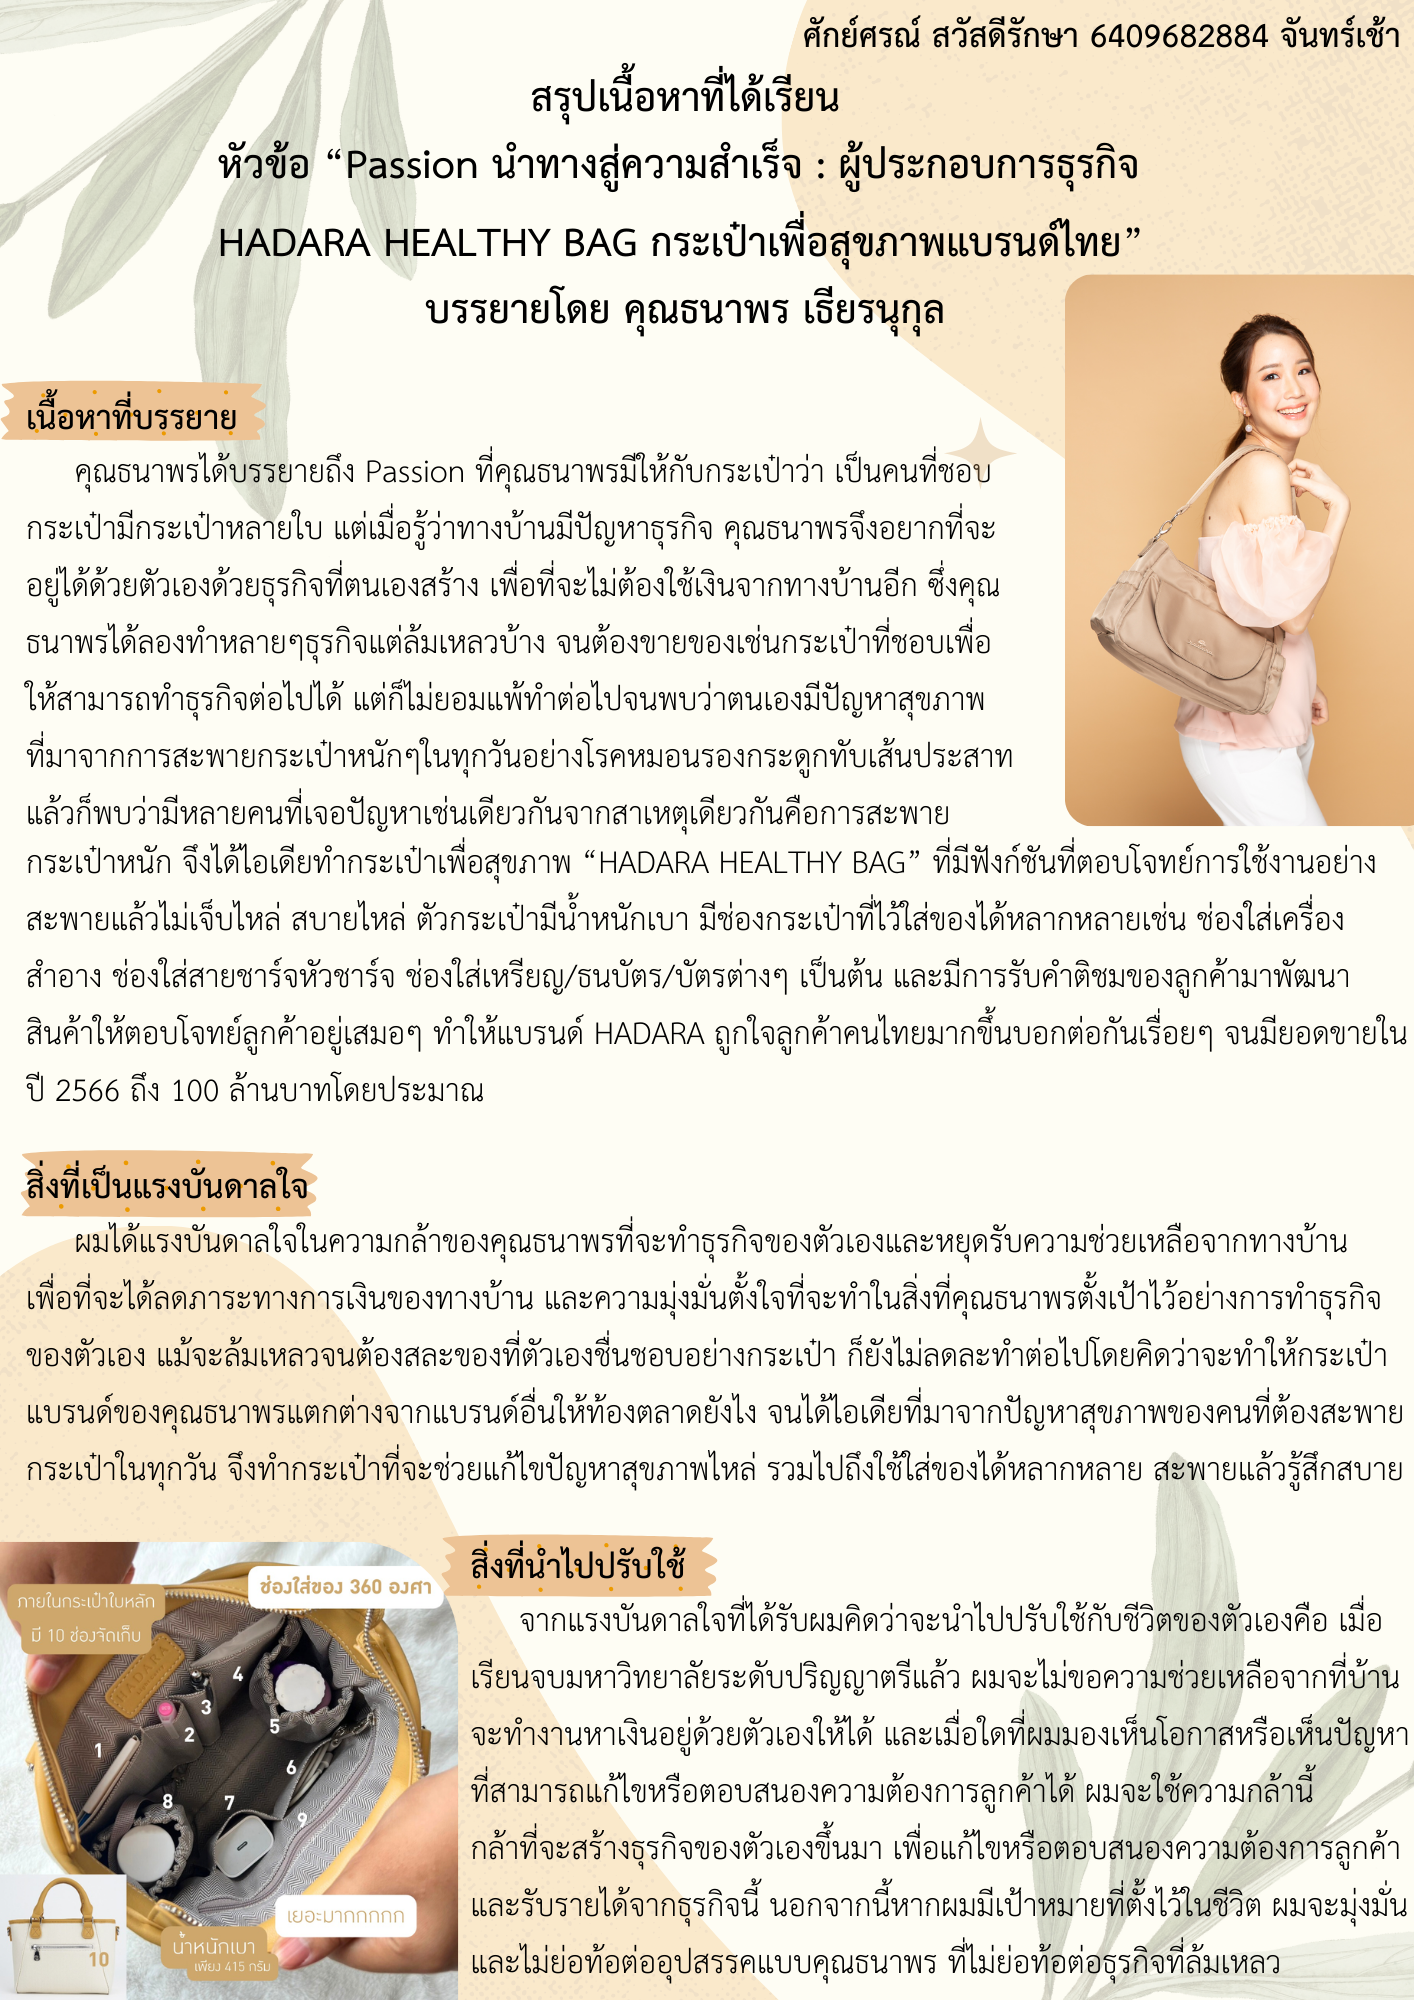 ศักย์ศรณ์ สวัสดีรักษา 6409682884 จันทร์เช้า
สรุปเนื้อหาที่ได้เรียน
หัวข้อ “Passion นำทางสู่ความสำเร็จ : ผู้ประกอบการธุรกิจ
HADARA HEALTHY BAG กระเป๋าเพื่อสุขภาพแบรนด์ไทย”
บรรยายโดย คุณธนาพร เธียรนุกุล
เนื้อหาที่บรรยาย
คุณธนาพรได้บรรยายถึง Passion ที่คุณธนาพรมีให้กับกระเป๋าว่า เป็นคนที่ชอบ
กระเป๋ามีกระเป๋าหลายใบ แต่เมื่อรู้ว่าทางบ้านมีปัญหาธุรกิจ คุณธนาพรจึงอยากที่จะ
อยู่ได้ด้วยตัวเองด้วยธุรกิจที่ตนเองสร้าง เพื่อที่จะไม่ต้องใช้เงินจากทางบ้านอีก ซึ่งคุณ
ธนาพรได้ลองทำหลายๆธุรกิจแต่ล้มเหลวบ้าง จนต้องขายของเช่นกระเป๋าที่ชอบเพื่อ
ให้สามารถทำธุรกิจต่อไปได้ แต่ก็ไม่ยอมแพ้ทำต่อไปจนพบว่าตนเองมีปัญหาสุขภาพ
ที่มาจากการสะพายกระเป๋าหนักๆในทุกวันอย่างโรคหมอนรองกระดูกทับเส้นประสาท
แล้วก็พบว่ามีหลายคนที่เจอปัญหาเช่นเดียวกันจากสาเหตุเดียวกันคือการสะพาย
กระเป๋าหนัก จึงได้ไอเดียทำกระเป๋าเพื่อสุขภาพ “HADARA HEALTHY BAG” ที่มีฟังก์ชันที่ตอบโจทย์การใช้งานอย่าง
สะพายแล้วไม่เจ็บไหล่ สบายไหล่ ตัวกระเป๋ามีน้ำหนักเบา มีช่องกระเป๋าที่ไว้ใส่ของได้หลากหลายเช่น ช่องใส่เครื่อง
สำอาง ช่องใส่สายชาร์จหัวชาร์จ ช่องใส่เหรียญ/ธนบัตร/บัตรต่างๆ เป็นต้น และมีการรับคำติชมของลูกค้ามาพัฒนา
สินค้าให้ตอบโจทย์ลูกค้าอยู่เสมอๆ ทำให้แบรนด์ HADARA ถูกใจลูกค้าคนไทยมากขึ้นบอกต่อกันเรื่อยๆ จนมียอดขายใน
ปี 2566 ถึง 100 ล้านบาทโดยประมาณ
สิ่งที่เป็นแรงบันดาลใจ
ผมได้แรงบันดาลใจในความกล้าของคุณธนาพรที่จะทำธุรกิจของตัวเองและหยุดรับความช่วยเหลือจากทางบ้าน
เพื่อที่จะได้ลดภาระทางการเงินของทางบ้าน และความมุ่งมั่นตั้งใจที่จะทำในสิ่งที่คุณธนาพรตั้งเป้าไว้อย่างการทำธุรกิจ
ของตัวเอง แม้จะล้มเหลวจนต้องสละของที่ตัวเองชื่นชอบอย่างกระเป๋า ก็ยังไม่ลดละทำต่อไปโดยคิดว่าจะทำให้กระเป๋า
แบรนด์ของคุณธนาพรแตกต่างจากแบรนด์อื่นให้ท้องตลาดยังไง จนได้ไอเดียที่มาจากปัญหาสุขภาพของคนที่ต้องสะพาย
กระเป๋าในทุกวัน จึงทำกระเป๋าที่จะช่วยแก้ไขปัญหาสุขภาพไหล่ รวมไปถึงใช้ใส่ของได้หลากหลาย สะพายแล้วรู้สึกสบาย
ช่องใส่ของ 360 องศา
ภายในกระเป๋าใบหลัก
มี 10 ช่องจัดเก็บ
HADARA
1
2
3
4
5
6
7
8
9
เยอะมากกกกก
น้ำหนักเบา
เพียง 415 กรัม
10
สิ่งที่นำไปปรับใช้
จากแรงบันดาลใจที่ได้รับผมคิดว่าจะนำไปปรับใช้กับชีวิตของตัวเองคือ เมื่อ
เรียนจบมหาวิทยาลัยระดับปริญญาตรีแล้ว ผมจะไม่ขอความช่วยเหลือจากที่บ้าน
จะทำงานหาเงินอยู่ด้วยตัวเองให้ได้ และเมื่อใดที่ผมมองเห็นโอกาสหรือเห็นปัญหา
ที่สามารถแก้ไขหรือตอบสนองความต้องการลูกค้าได้ ผมจะใช้ความกล้านี้
กล้าที่จะสร้างธุรกิจของตัวเองขึ้นมา เพื่อแก้ไขหรือตอบสนองความต้องการลูกค้า
และรับรายได้จากธุรกิจนี้ นอกจากนี้หากผมมีเป้าหมายที่ตั้งไว้ในชีวิต ผมจะมุ่งมั่น
และไม่ย่อท้อต่ออุปสรรคแบบคุณธนาพร ที่ไม่ย่อท้อต่อธุรกิจที่ล้มเหลว